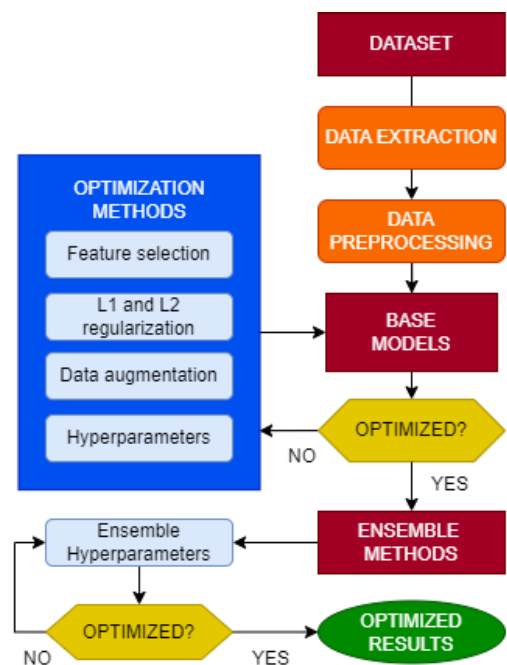 DATASET
DATA EXTRACTION
DATA
PREPROCESSING
OPTIMIZATION
METHODS
Feature selection
L1 and L2
regularization
Data augmentation
Hyperparameters
BASE
MODELS
OPTIMIZED?
NO
YES
ENSEMBLE
METHODS
Ensemble
Hyperparameters
OPTIMIZED?
NO
YES
OPTIMIZED
RESULTS